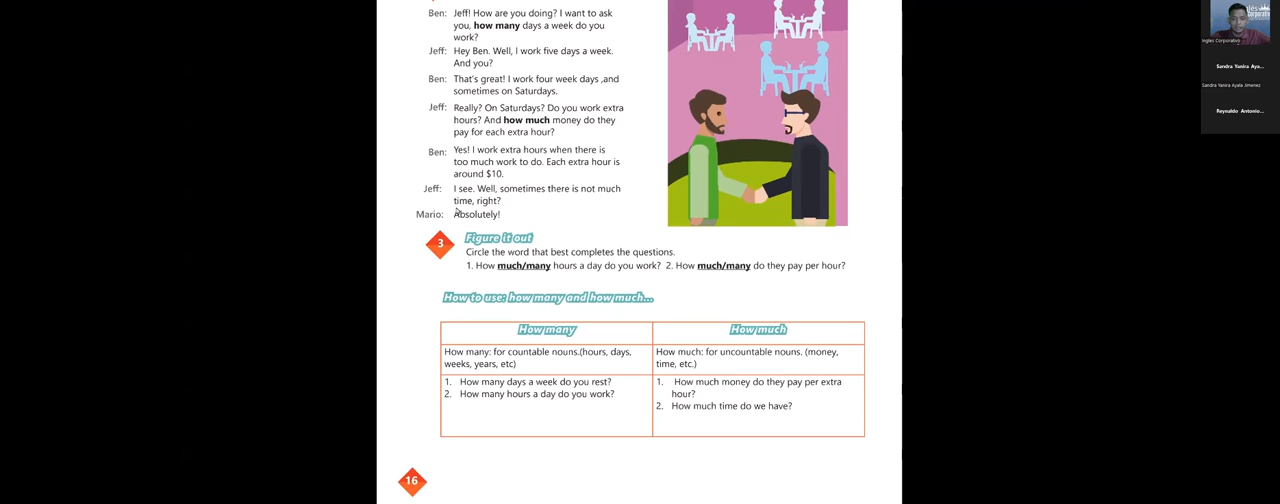 Ben: Jeff! How are you doing? I want to ask
you, how many days a week do you
work?
Jeff: Hey Ben. Well, I work five days a week.
And you?
Ben: That's great! I work four week days ,and
sometimes on Saturdays.
Jeff: Really? On Saturdays? Do you work extra
hours? And how much money do they
pay for each extra hour?
Ben: Yes! I work extra hours when there is
too much work to do. Each extra hour is
around $10.
Jeff: I see. Well, sometimes there is not much
time, right?
Mario: Absolutely!
3
Figure it out
Circle the word that best completes the questions.
1. How much/many hours a day do you work? 2. How much/many do they pay per hour?
How to use: how many and how much...
How many
How much
How many: for countable nouns.(hours, days,
weeks, years, etc)
How much: for uncountable nouns. (money,
time, etc.)
1. How many days a week do you rest?
2. How many hours a day do you work?
1. How much money do they pay per extra
hour?
2. How much time do we have?
16
Ingles Corporativo
Sandra Yanira Aya...
Sandra Yanira Ayala Jimenez
Reynaldo Antonio...